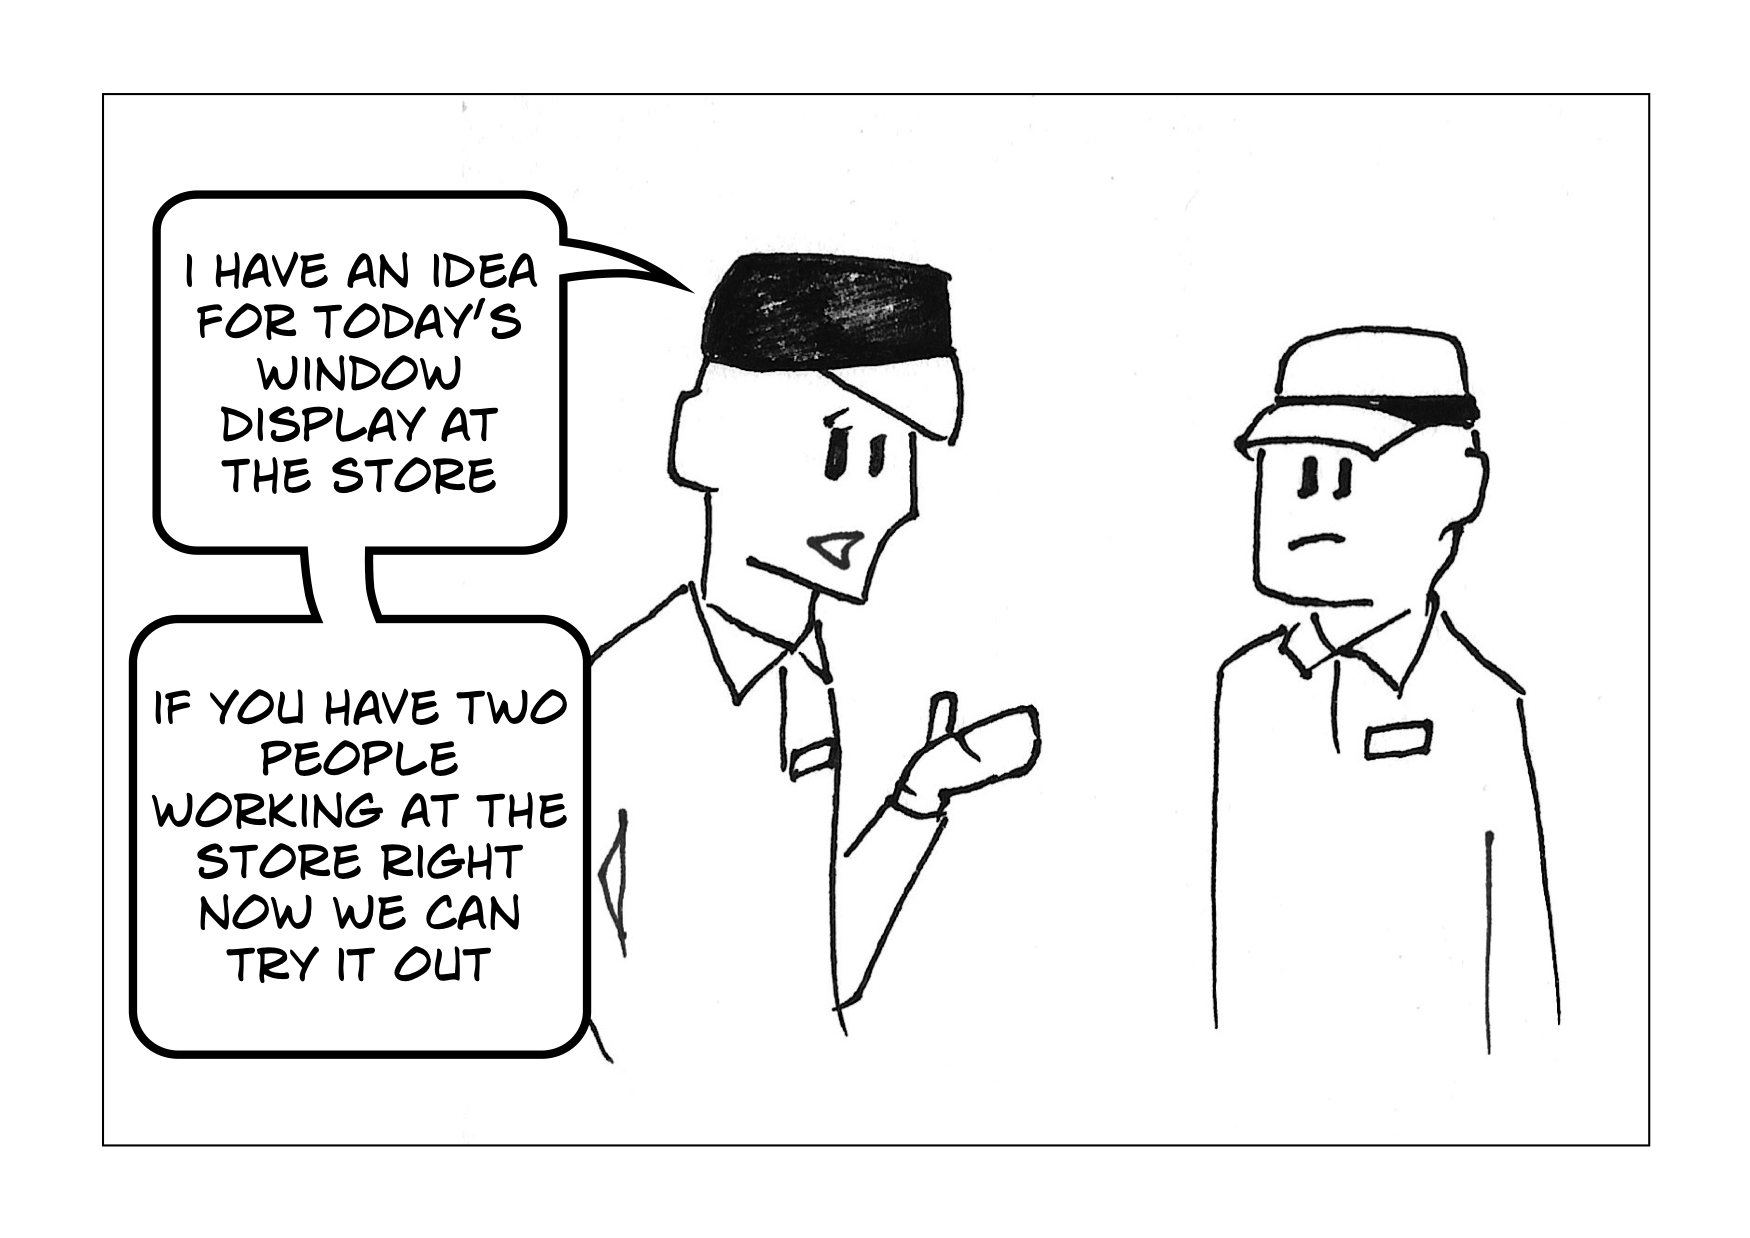 I HAVE AN IDEA
FOR TODAY'S
WINDOW
DISPLAY AT
THE STORE
IF YOU HAVE TWO
PEOPLE
WORKING AT THE
STORE RIGHT
NOW WE CAN
TRY IT OUT